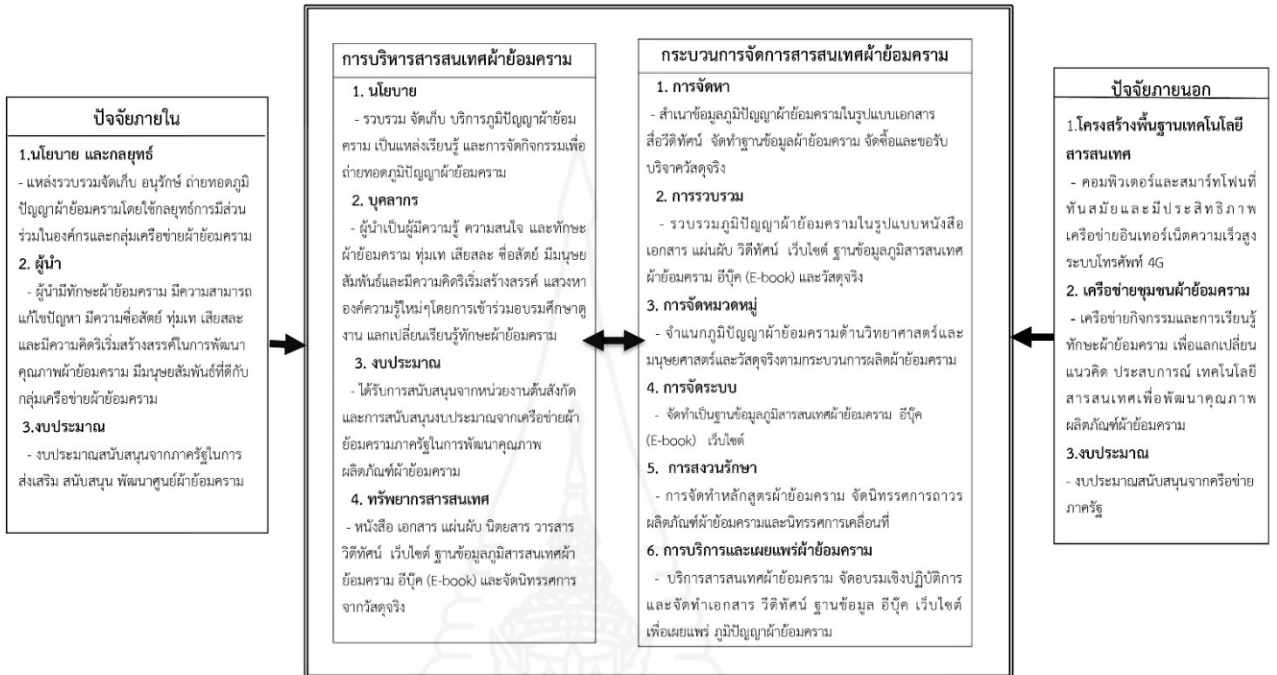 ปัจจัยภายใน
1.นโยบาย และกลยุทธ์
- แหล่งรวบรวมจัดเก็บ อนุรักษ์ ถ่ายทอดภูมิ
ปัญญาผ้าย้อมครามโดยใช้กลยุทธ์การมีส่วน
ร่วมในองค์กรและกลุ่มเครือข่ายผ้าย้อมคราม
2. ผู้นำ
- ผู้นำมีทักษะผ้าย้อมคราม มีความสามารถ
แก้ไขปัญหา มีความซื่อสัตย์ ทุ่มเท เสียสละ
และมีความคิดริเริ่มสร้างสรรค์ในการพัฒนา
คุณภาพผ้าย้อมคราม มีมนุษยสัมพันธ์ที่ดีกับ
กลุ่มเครือข่ายผ้าย้อมคราม
3.งบประมาณ
- งบประมาณสนับสนุนจากภาครัฐในการ
ส่งเสริม สนับสนุน พัฒนาศูนย์ผ้าย้อมคราม
การบริหารสารสนเทศผ้าย้อมคราม
1. นโยบาย
- รวบรวม จัดเก็บ บริการภูมิปัญญาผ้าย้อม
คราม เป็นแหล่งเรียนรู้ และการจัดกิจกรรมเพื่อ
ถ่ายทอดภูมิปัญญาผ้าย้อมคราม
2. บุคลากร
- ผู้นำเป็นผู้มีความรู้ ความสนใจ และทักษะ
ผ้าย้อมคราม ทุ่มเท เสียสละ ซื่อสัตย์ มีมนุษย
สัมพันธ์และมีความคิดริเริ่มสร้างสรรค์ แสวงหา
องค์ความรู้ใหม่ๆโดยการเข้าร่วมอบรมศึกษาดู
งาน แลกเปลี่ยนเรียนรู้ทักษะผ้าย้อมคราม
3. งบประมาณ
- ได้รับการสนับสนุนจากหน่วยงานต้นสังกัด
และการสนับสนุนงบประมาณจากเครือข่ายผ้า
ย้อมครามภาครัฐในการพัฒนาคุณภาพ
ผลิตภัณฑ์ผ้าย้อมคราม
4. ทรัพยากรสารสนเทศ
- หนังสือ เอกสาร แผ่นพับ นิตยสาร วารสาร
วิดีทัศน์ เว็บไซต์ ฐานข้อมูลภูมิสารสนเทศผ้า
ย้อมคราม อีบุ๊ค (E-book) และจัดนิทรรศการ
จากวัสดุจริง
กระบวนการจัดการสารสนเทศผ้าย้อมคราม
1. การจัดหา
- สำเนาข้อมูลภูมิปัญญาผ้าย้อมครามในรูปแบบเอกสาร
สื่อวีดิทัศน์ จัดทำฐานข้อมูลผ้าย้อมคราม จัดซื้อและขอรับ
บริจาควัสดุจริง
2. การรวบรวม
- รวบรวมภูมิปัญญาผ้าย้อมครามในรูปแบบหนังสือ
เอกสาร แผ่นพับ วิดีทัศน์ เว็บไซต์ ฐานข้อมูลภูมิสารสนเทศ
ผ้าย้อมคราม อีบุ๊ค (E-book) และวัสดุจริง
3. การจัดหมวดหมู่
- จำแนกภูมิปัญญาผ้าย้อมครามด้านวิทยาศาสตร์และ
มนุษยศาสตร์และวัสดุจริงตามกระบวนการผลิตผ้าย้อมคราม
4. การจัดระบบ
- จัดทำเป็นฐานข้อมูลภูมิสารสนเทศผ้าย้อมคราม อีบุ๊ค
(E-book) เว็บไซต์
5. การสงวนรักษา
- การจัดทำหลักสูตรผ้าย้อมคราม จัดนิทรรศการถาวร
ผลิตภัณฑ์ผ้าย้อมครามและนิทรรศการเคลื่อนที่
6. การบริการและเผยแพร่ผ้าย้อมคราม
- บริการสารสนเทศผ้าย้อมคราม จัดอบรมเชิงปฏิบัติการ
และจัดทำเอกสาร วีดิทัศน์ ฐานข้อมูล อีบุ๊ค เว็บไซต์
เพื่อเผยแพร่ ภูมิปัญญาผ้าย้อมคราม
ปัจจัยภายนอก
1.โครงสร้างพื้นฐานเทคโนโลยี
สารสนเทศ
- คอมพิวเตอร์และสมาร์ทโฟนที่
ทันสมัยและมีประสิทธิภาพ
เครือข่ายอินเทอร์เน็ตความเร็วสูง
ระบบโทรศัพท์ 4G
2. เครือข่ายชุมชนผ้าย้อมคราม
- เครือข่ายกิจกรรมและการเรียนรู้
ทักษะผ้าย้อมคราม เพื่อแลกเปลี่ยน
แนวคิด ประสบการณ์ เทคโนโลยี
สารสนเทศเพื่อพัฒนาคุณภาพ
ผลิตภัณฑ์ผ้าย้อมคราม
3.งบประมาณ
- งบประมาณสนับสนุนจากครือข่าย
ภาครัฐ